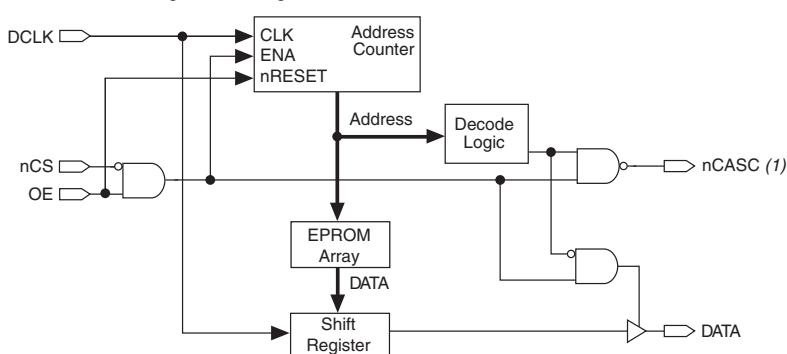 DCLK
CLK
Address
Counter
ENA
nRESET
Address
Decode
Logic
nCS
OE
nCASC (1)
EPROM
Array
DATA
Shift
Register
DATA